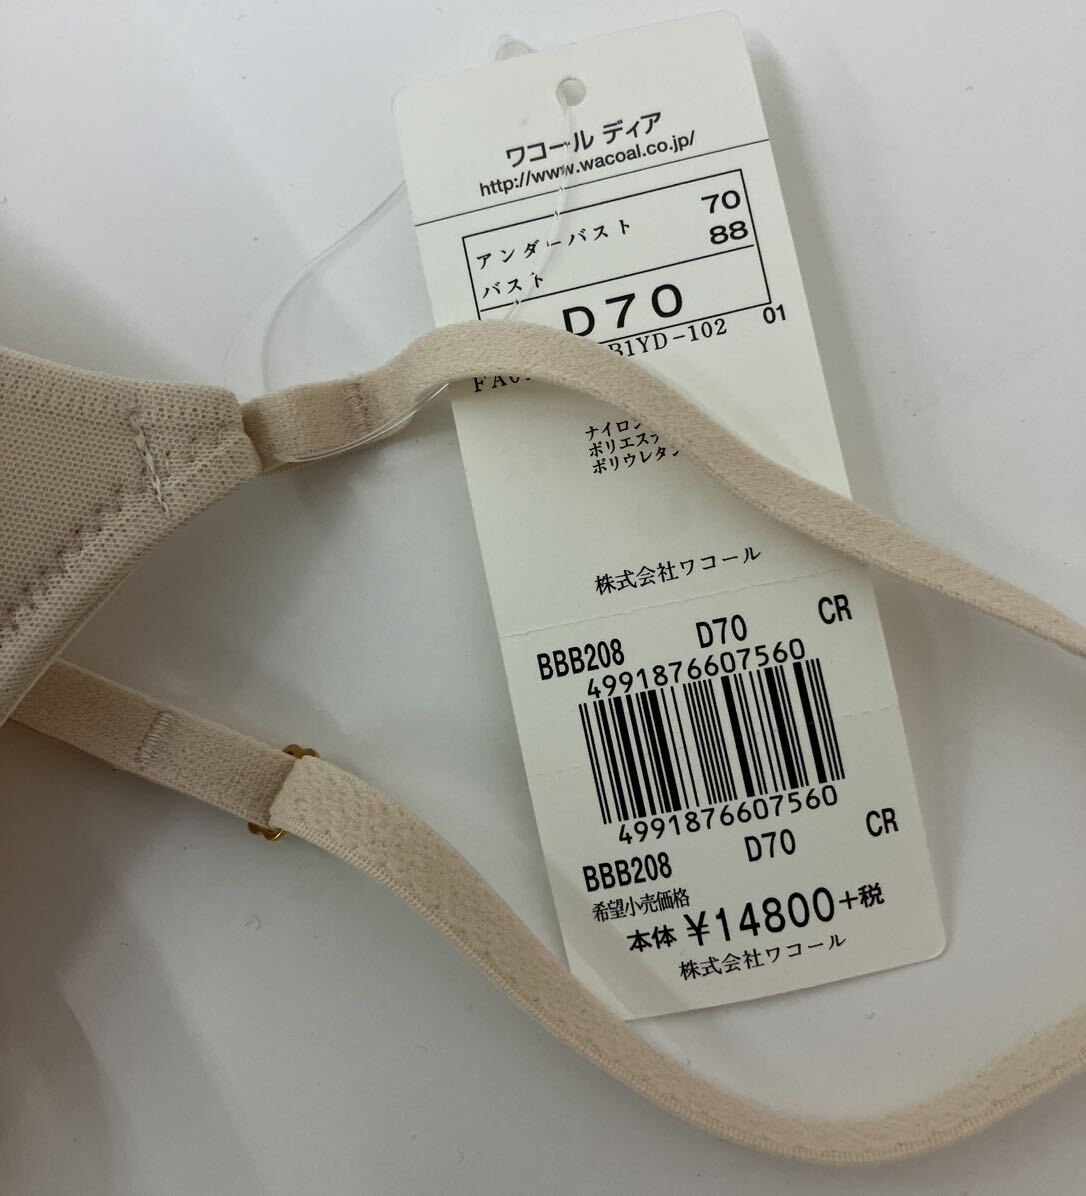 ワコール ディア
http://www.wacoal.co.jp/
アンダーバスト 70
バスト 88
D70
B1YD-102 01
ナイロン
ポリエステ
ポリウレタン
株式会社ワコール
BBB208 D70 CR
4991876607560
4991876607560
BBB208 D70 CR
希望小売価格
本体 ¥14800+税
株式会社ワコール